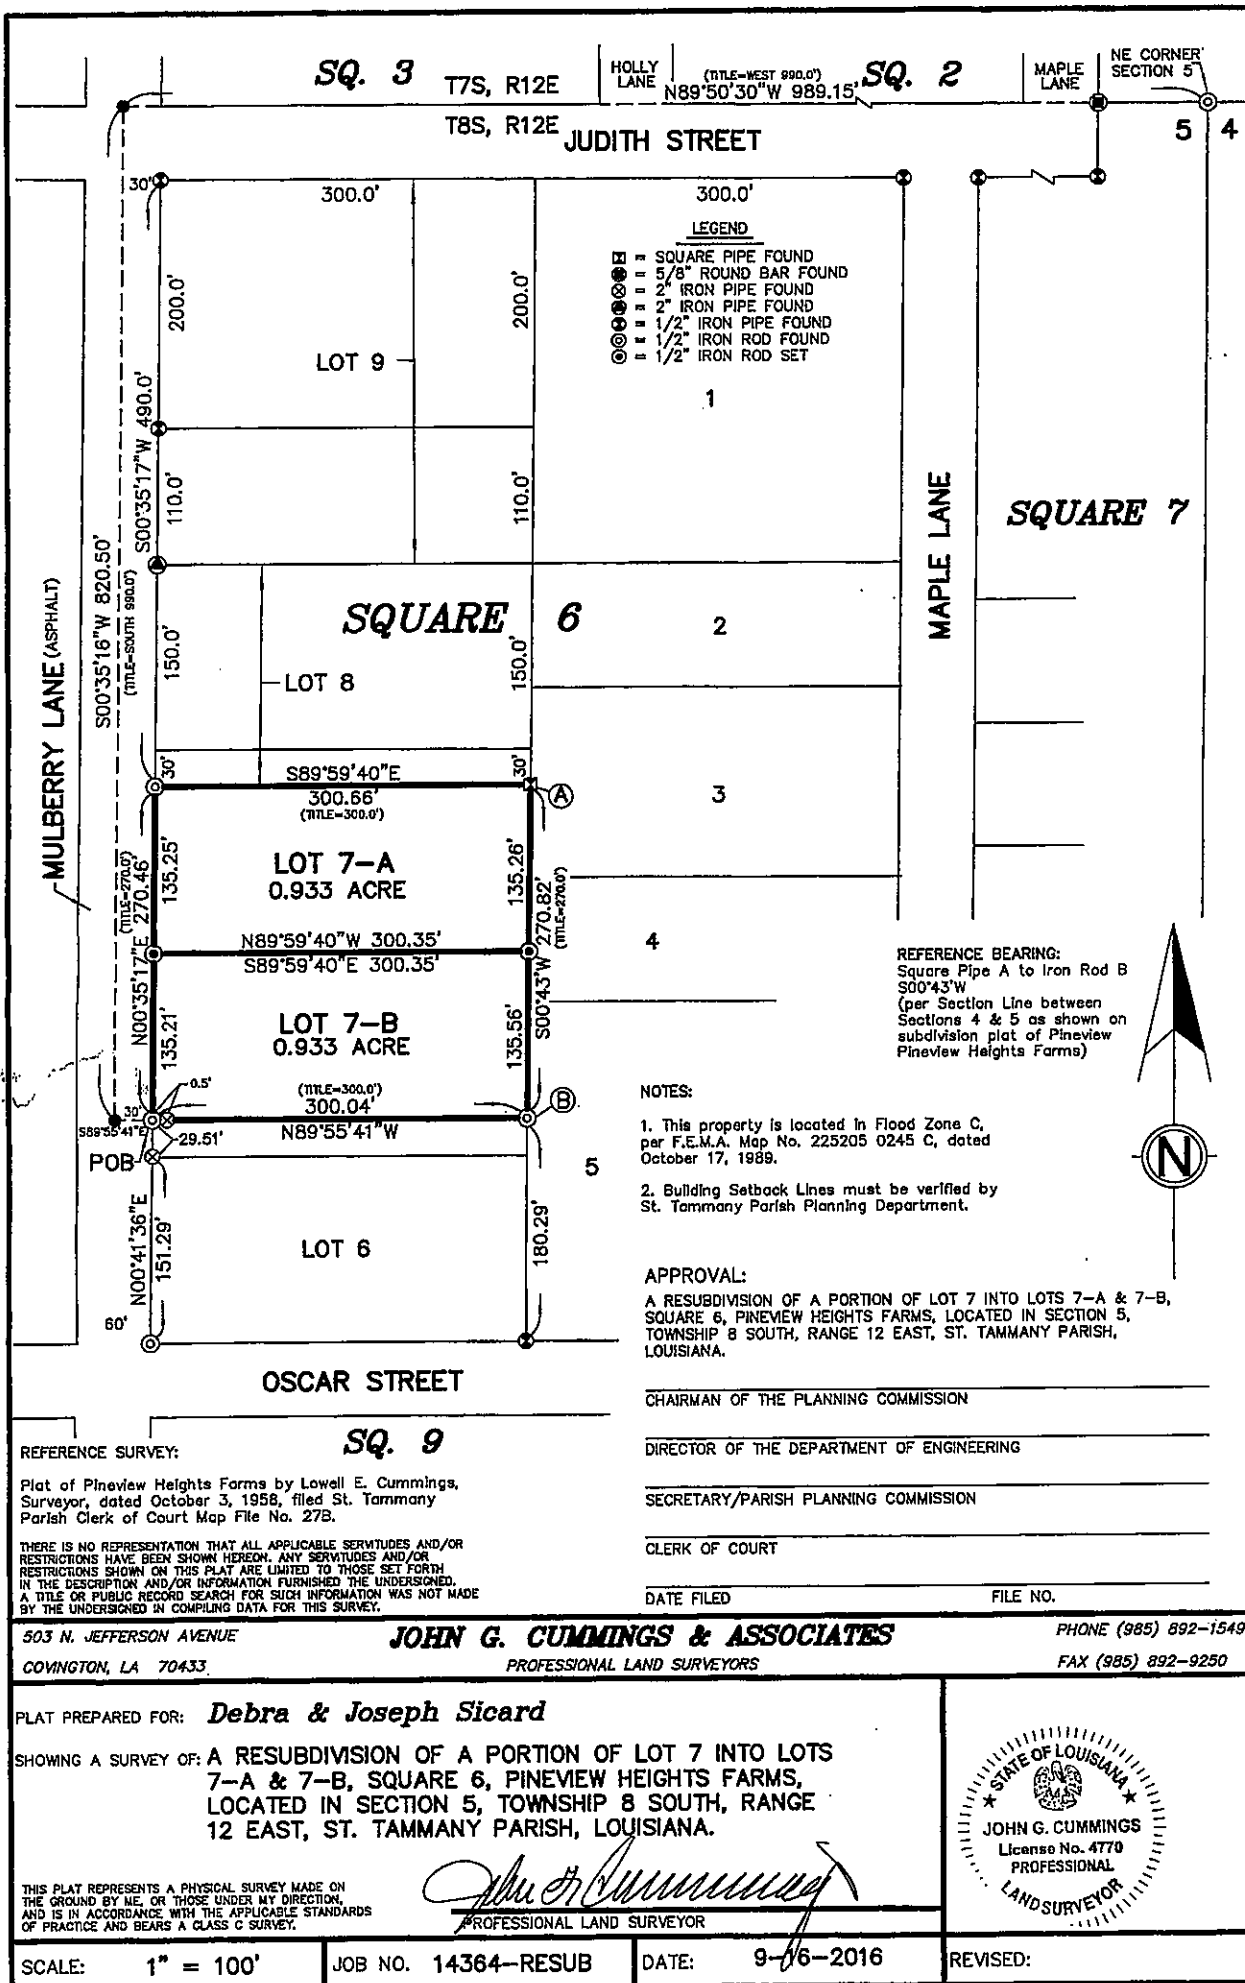 SQ. 3
T7S, R12E
HOLLY
LANE
(TITLE=WEST 990.0')
N89°50'30"W 989.15'
SQ. 2
MAPLE
LANE
NE CORNER
SECTION 5
T8S, R12E
JUDITH STREET
5
4
30'
300.0'
300.0'
LEGEND
= SQUARE PIPE FOUND
= 5/8" ROUND BAR FOUND
= 2" IRON PIPE FOUND
= 2" IRON PIPE FOUND
= 1/2" IRON PIPE FOUND
= 1/2" IRON ROD FOUND
= 1/2" IRON ROD SET
200.0'
200.0'
LOT 9
1
S00°35'17"W 490.0'
110.0'
110.0'
MAPLE LANE
SQUARE 7
S00°35'16"W 820.50'
(TITLE=SOUTH 990.0')
MULBERRY LANE (ASPHALT)
SQUARE 6
2
150.0'
150.0'
LOT 8
30'
30'
S89°59'40"E
300.66'
(TITLE=300.0')
A
3
LOT 7-A
0.933 ACRE
135.25'
135.26'
(TITLE=270.0')
N00°35'17"E 270.46'
S00°43'W 270.82'
(TITLE=270.0')
N89°59'40"W 300.35'
S89°59'40"E 300.35'
4
LOT 7-B
0.933 ACRE
135.21'
135.56'
0.5'
(TITLE=300.0')
300.04'
N89°55'41"W
B
30'
S89°55'41"E
29.51'
POB
5
N00°41'36"E
151.29'
LOT 6
180.29'
60'
OSCAR STREET
SQ. 9
REFERENCE BEARING:
Square Pipe A to Iron Rod B
S00°43'W
(per Section Line between
Sections 4 & 5 as shown on
subdivision plat of Pineview
Pineview Heights Farms)
NOTES:
1. This property is located in Flood Zone C,
per F.E.M.A. Map No. 225205 0245 C, dated
October 17, 1989.
2. Building Setback Lines must be verified by
St. Tammany Parish Planning Department.
N
APPROVAL:
A RESUBDIVISION OF A PORTION OF LOT 7 INTO LOTS 7-A & 7-B,
SQUARE 6, PINEVIEW HEIGHTS FARMS, LOCATED IN SECTION 5,
TOWNSHIP 8 SOUTH, RANGE 12 EAST, ST. TAMMANY PARISH,
LOUISIANA.
CHAIRMAN OF THE PLANNING COMMISSION
DIRECTOR OF THE DEPARTMENT OF ENGINEERING
SECRETARY/PARISH PLANNING COMMISSION
CLERK OF COURT
DATE FILED FILE NO.
REFERENCE SURVEY:
Plat of Pineview Heights Farms by Lowell E. Cummings,
Surveyor, dated October 3, 1958, filed St. Tammany
Parish Clerk of Court Map File No. 27B.
THERE IS NO REPRESENTATION THAT ALL APPLICABLE SERVITUDES AND/OR
RESTRICTIONS HAVE BEEN SHOWN HEREON. ANY SERVITUDES AND/OR
RESTRICTIONS SHOWN ON THIS PLAT ARE LIMITED TO THOSE SET FORTH
IN THE DESCRIPTION AND/OR INFORMATION FURNISHED THE UNDERSIGNED.
A TITLE OR PUBLIC RECORD SEARCH FOR SUCH INFORMATION WAS NOT MADE
BY THE UNDERSIGNED IN COMPILING DATA FOR THIS SURVEY.
503 N. JEFFERSON AVENUE
COVINGTON, LA 70433
JOHN G. CUMMINGS & ASSOCIATES
PROFESSIONAL LAND SURVEYORS
PHONE (985) 892-1549
FAX (985) 892-9250
PLAT PREPARED FOR: Debra & Joseph Sicard
SHOWING A SURVEY OF: A RESUBDIVISION OF A PORTION OF LOT 7 INTO LOTS
7-A & 7-B, SQUARE 6, PINEVIEW HEIGHTS FARMS,
LOCATED IN SECTION 5, TOWNSHIP 8 SOUTH, RANGE
12 EAST, ST. TAMMANY PARISH, LOUISIANA.
THIS PLAT REPRESENTS A PHYSICAL SURVEY MADE ON
THE GROUND BY ME, OR THOSE UNDER MY DIRECTION,
AND IS IN ACCORDANCE WITH THE APPLICABLE STANDARDS
OF PRACTICE AND BEARS A CLASS C SURVEY.
John G. Cummings
PROFESSIONAL LAND SURVEYOR
STATE OF LOUISIANA
JOHN G. CUMMINGS
License No. 4770
PROFESSIONAL
LAND SURVEYOR
SCALE: 1" = 100'
JOB NO. 14364-RESUB
DATE: 9-16-2016
REVISED: